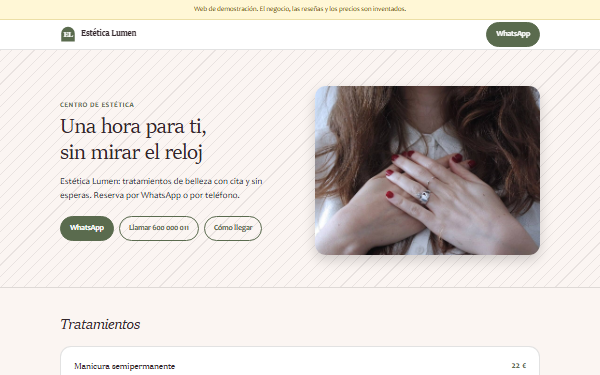 Web de demostración. El negocio, las reseñas y los precios son inventados.
EL Estética Lumen
WhatsApp
CENTRO DE ESTÉTICA
Una hora para ti,
sin mirar el reloj
Estética Lumen: tratamientos de belleza con cita y sin
esperas. Reserva por WhatsApp o por teléfono.
WhatsApp Llamar 600 000 011 Cómo llegar
Tratamientos
Manicura semipermanente 22 €